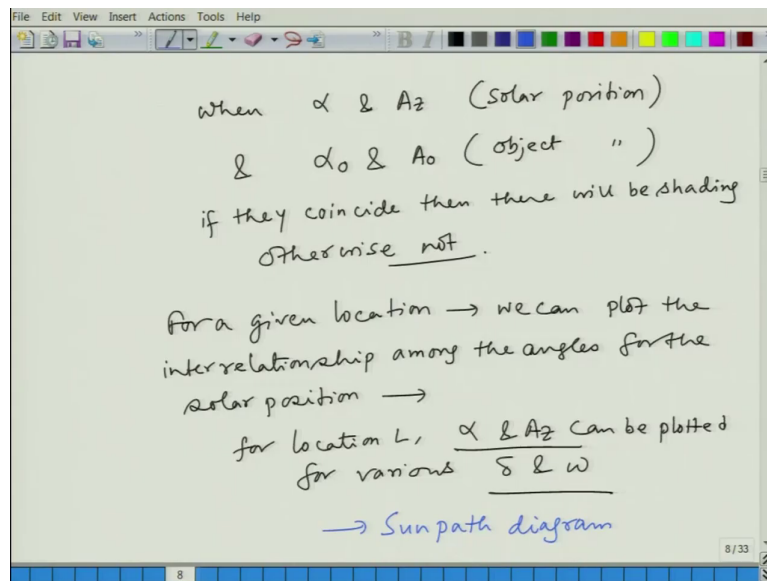 File Edit View Insert Actions Tools Help
when α & Az (solar position)
& α₀ & A₀ (object ")
if they coincide then there will be shading
otherwise not.
for a given location → we can plot the
interrelationship among the angles for the
solar position →
for location L, α & Az can be plotted
for various δ & ω
→ Sunpath diagram
8/33
8